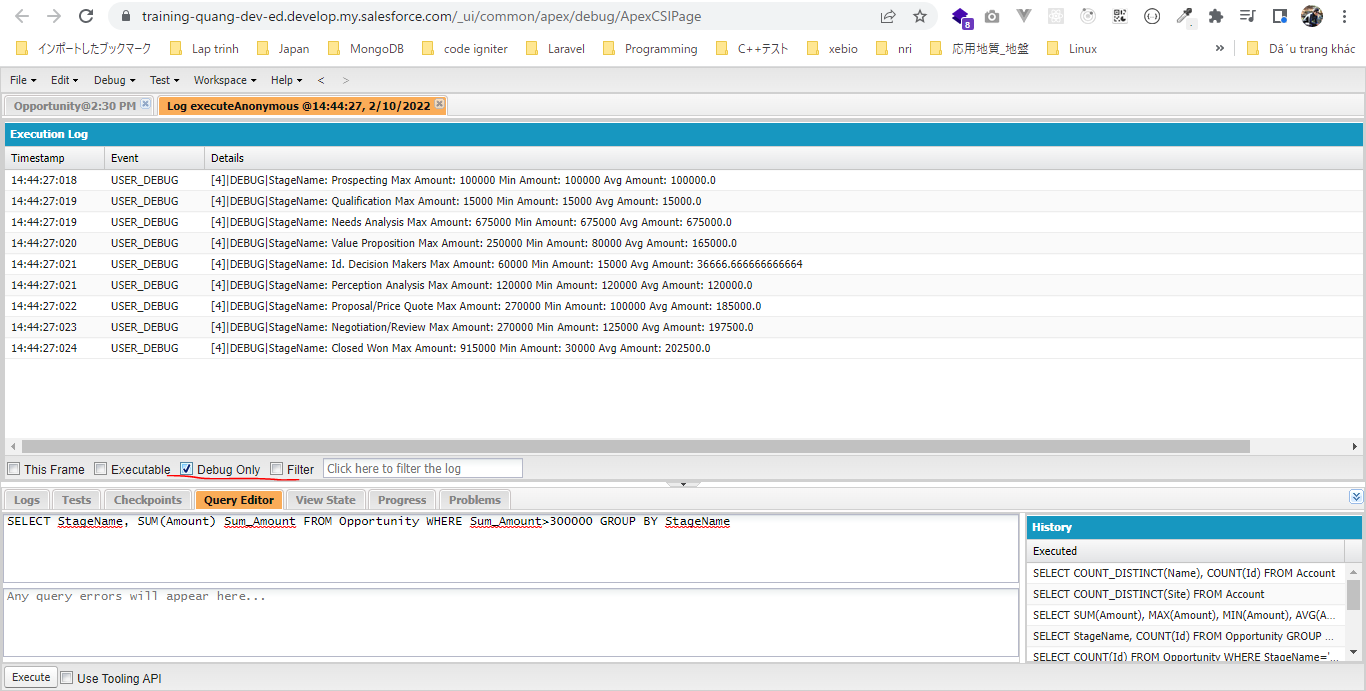 training-quang-dev-ed.develop.my.salesforce.com/_ui/common/apex/debug/ApexCSIPage
8
インポートしたブックマーク Lap trinh Japan MongoDB code igniter Laravel Programming C++テスト xebio nri 応用地質_地盤 Linux » Dấu trang khác
File Edit Debug Test Workspace Help < >
Opportunity@2:30 PM Log executeAnonymous @14:44:27, 2/10/2022
Execution Log
Timestamp Event Details
14:44:27:018 USER_DEBUG [4]|DEBUG|StageName: Prospecting Max Amount: 100000 Min Amount: 100000 Avg Amount: 100000.0
14:44:27:019 USER_DEBUG [4]|DEBUG|StageName: Qualification Max Amount: 15000 Min Amount: 15000 Avg Amount: 15000.0
14:44:27:019 USER_DEBUG [4]|DEBUG|StageName: Needs Analysis Max Amount: 675000 Min Amount: 675000 Avg Amount: 675000.0
14:44:27:020 USER_DEBUG [4]|DEBUG|StageName: Value Proposition Max Amount: 250000 Min Amount: 80000 Avg Amount: 165000.0
14:44:27:021 USER_DEBUG [4]|DEBUG|StageName: Id. Decision Makers Max Amount: 60000 Min Amount: 15000 Avg Amount: 36666.666666666664
14:44:27:021 USER_DEBUG [4]|DEBUG|StageName: Perception Analysis Max Amount: 120000 Min Amount: 120000 Avg Amount: 120000.0
14:44:27:022 USER_DEBUG [4]|DEBUG|StageName: Proposal/Price Quote Max Amount: 270000 Min Amount: 100000 Avg Amount: 185000.0
14:44:27:023 USER_DEBUG [4]|DEBUG|StageName: Negotiation/Review Max Amount: 270000 Min Amount: 125000 Avg Amount: 197500.0
14:44:27:024 USER_DEBUG [4]|DEBUG|StageName: Closed Won Max Amount: 915000 Min Amount: 30000 Avg Amount: 202500.0
This Frame Executable Debug Only Filter Click here to filter the log
Logs Tests Checkpoints Query Editor View State Progress Problems
SELECT StageName, SUM(Amount) Sum_Amount FROM Opportunity WHERE Sum_Amount>300000 GROUP BY StageName
Any query errors will appear here...
History
Executed
SELECT COUNT_DISTINCT(Name), COUNT(Id) FROM Account
SELECT COUNT_DISTINCT(Site) FROM Account
SELECT SUM(Amount), MAX(Amount), MIN(Amount), AVG(A...
SELECT StageName, COUNT(Id) FROM Opportunity GROUP ...
SELECT COUNT(Id) FROM Opportunity WHERE StageName='...
Execute Use Tooling API